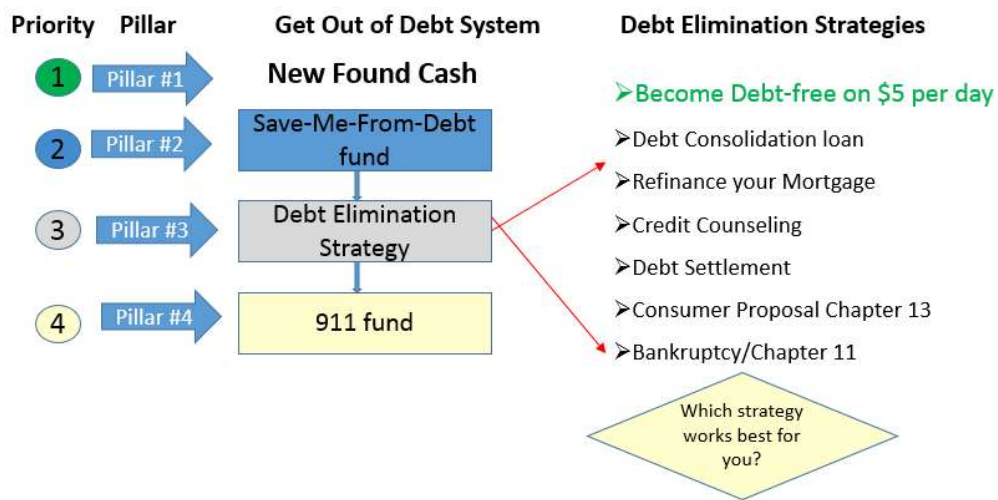 Priority Pillar Get Out of Debt System Debt Elimination Strategies
1 Pillar #1 New Found Cash
➢Become Debt-free on $5 per day
2 Pillar #2 Save-Me-From-Debt
fund
➢Debt Consolidation loan
➢Refinance your Mortgage
3 Pillar #3 Debt Elimination
Strategy
➢Credit Counseling
➢Debt Settlement
4 Pillar #4 911 fund
➢Consumer Proposal Chapter 13
➢Bankruptcy/Chapter 11
Which strategy
works best for
you?